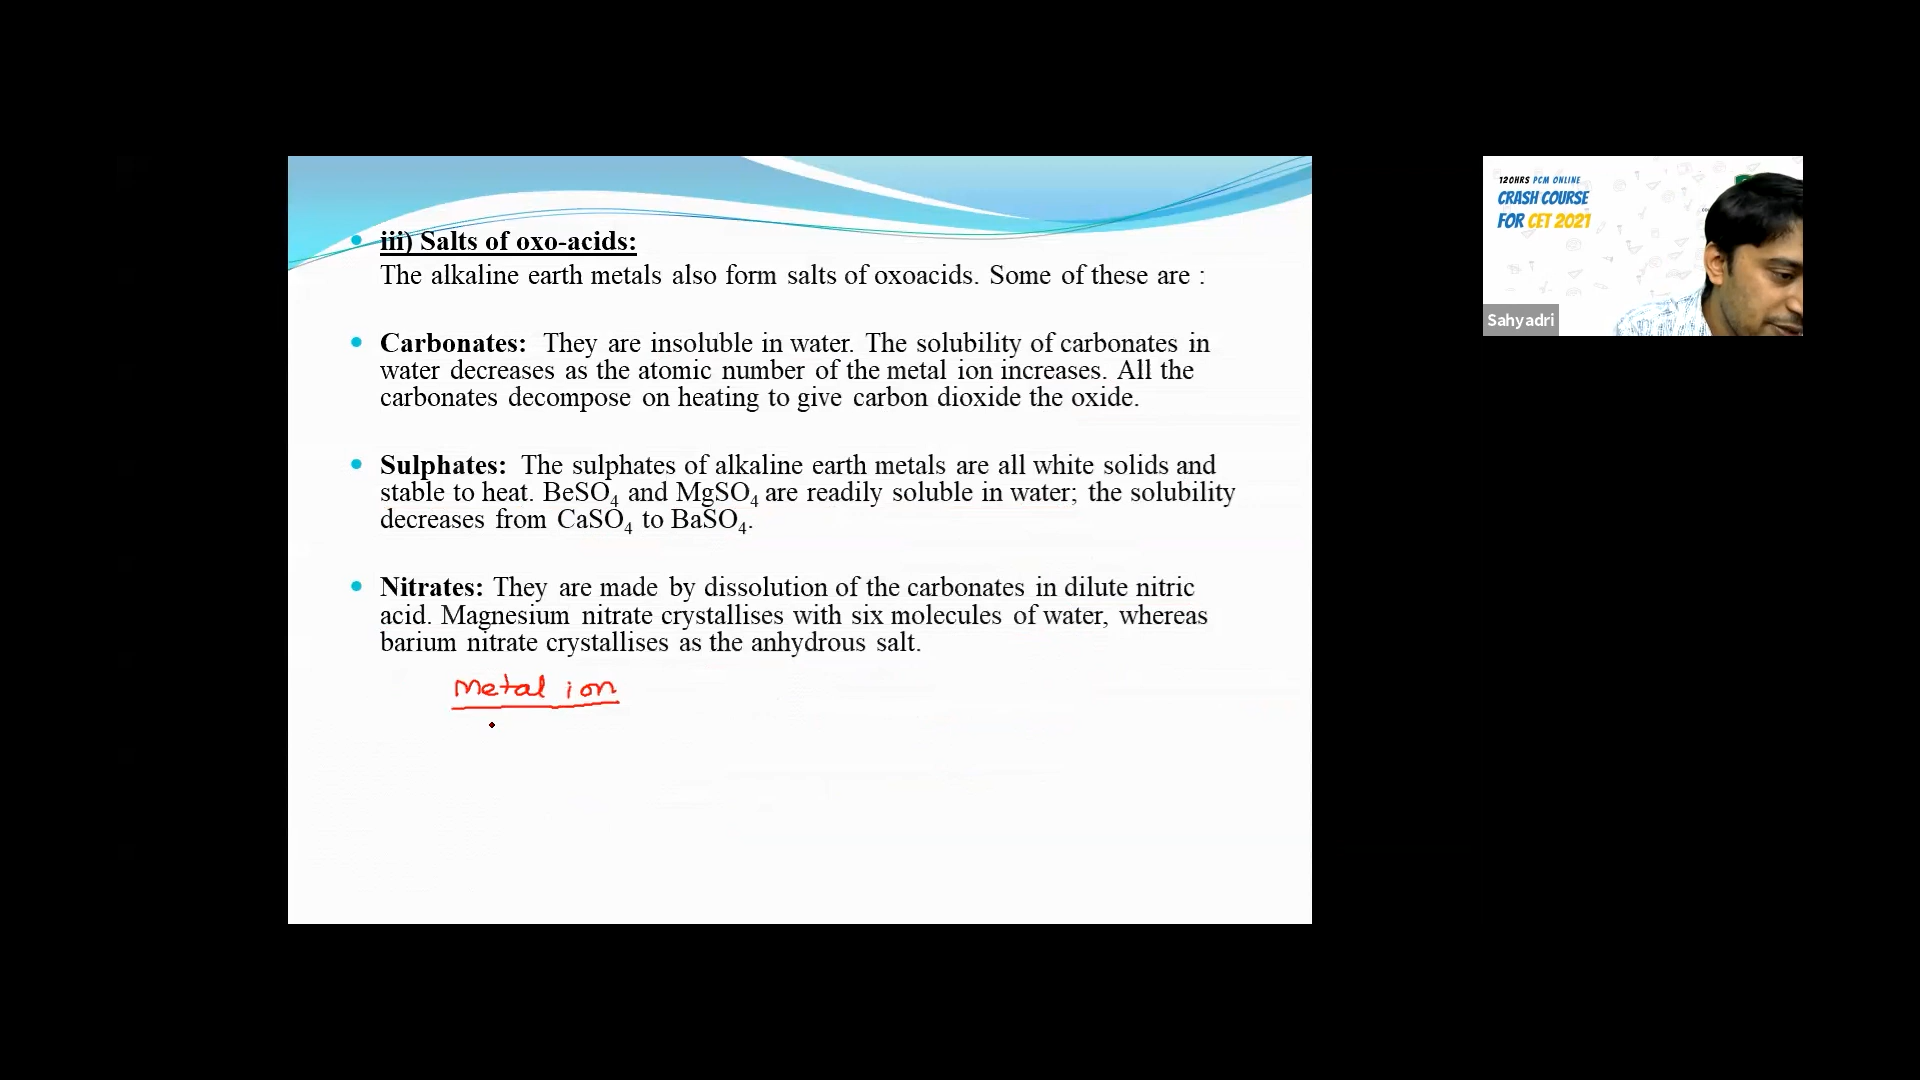 iii) Salts of oxo-acids:
The alkaline earth metals also form salts of oxoacids. Some of these are :
Carbonates: They are insoluble in water. The solubility of carbonates in
water decreases as the atomic number of the metal ion increases. All the
carbonates decompose on heating to give carbon dioxide the oxide.
Sulphates: The sulphates of alkaline earth metals are all white solids and
stable to heat. BeSO₄ and MgSO₄ are readily soluble in water; the solubility
decreases from CaSO₄ to BaSO₄.
Nitrates: They are made by dissolution of the carbonates in dilute nitric
acid. Magnesium nitrate crystallises with six molecules of water, whereas
barium nitrate crystallises as the anhydrous salt.
Metal ion
120HRS PCM ONLINE
CRASH COURSE
FOR CET 2021
Sahyadri